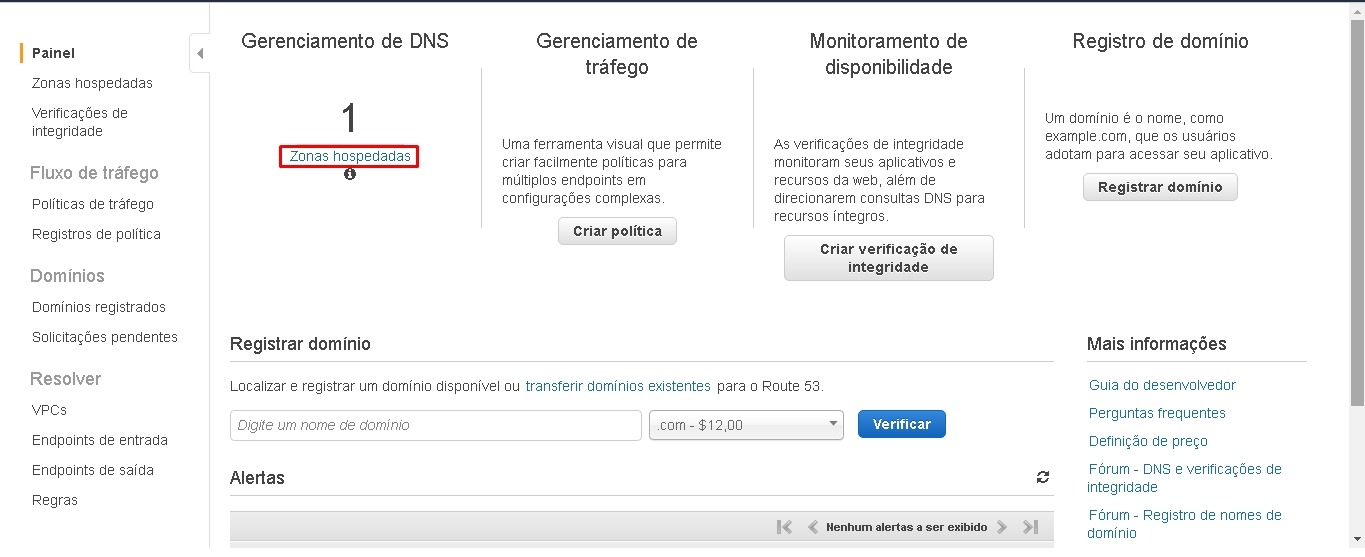 Painel
Zonas hospedadas
Verificações de
integridade
Fluxo de tráfego
Políticas de tráfego
Registros de política
Domínios
Domínios registrados
Solicitações pendentes
Resolver
VPCs
Endpoints de entrada
Endpoints de saída
Regras
Gerenciamento de DNS
1
Zonas hospedadas
Gerenciamento de
tráfego
Uma ferramenta visual que permite
criar facilmente políticas para
múltiplos endpoints em
configurações complexas.
Criar política
Monitoramento de
disponibilidade
As verificações de integridade
monitoram seus aplicativos e
recursos da web, além de
direcionarem consultas DNS para
recursos íntegros.
Criar verificação de
integridade
Registro de domínio
Um domínio é o nome, como
example.com, que os usuários
adotam para acessar seu aplicativo.
Registrar domínio
Registrar domínio
Localizar e registrar um domínio disponível ou transferir domínios existentes para o Route 53.
Digite um nome de domínio
.com - $12,00
Verificar
Alertas
Nenhum alertas a ser exibido
Mais informações
Guia do desenvolvedor
Perguntas frequentes
Definição de preço
Fórum - DNS e verificações de
integridade
Fórum - Registro de nomes de
domínio